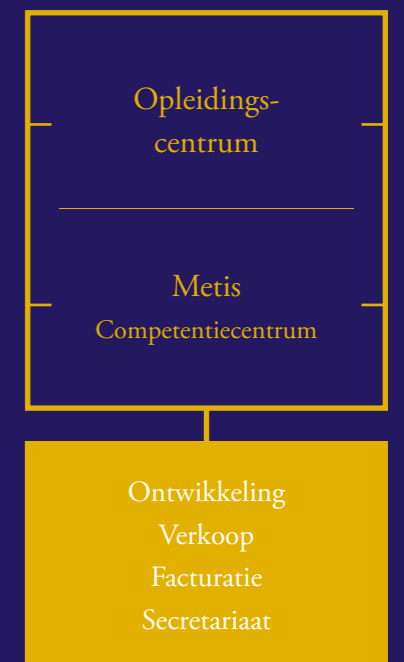 Opleidings-
centrum
Metis
Competentiecentrum
Ontwikkeling
Verkoop
Facturatie
Secretariaat